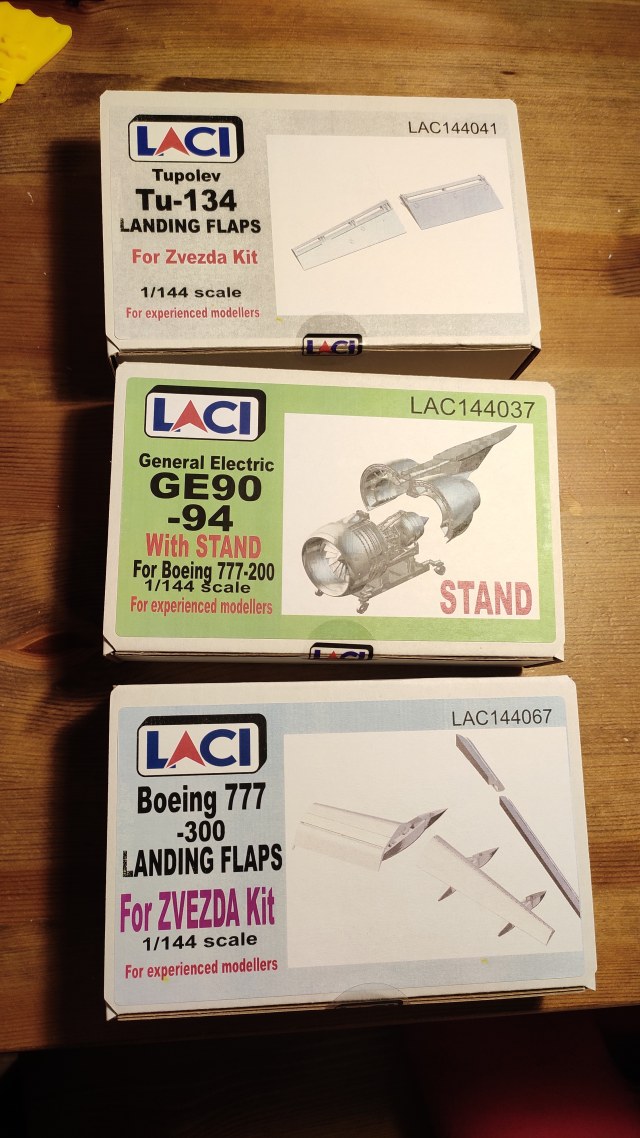 LACI
LAC144041
Tupolev
Tu-134
LANDING FLAPS
For Zvezda Kit
1/144 scale
For experienced modellers
LACI
LACI
LAC144037
General Electric
GE90
-94
With STAND
For Boeing 777-200
1/144 scale
For experienced modellers
STAND
LACI
LACI
LAC144067
Boeing 777
-300
LANDING FLAPS
For ZVEZDA Kit
1/144 scale
For experienced modellers